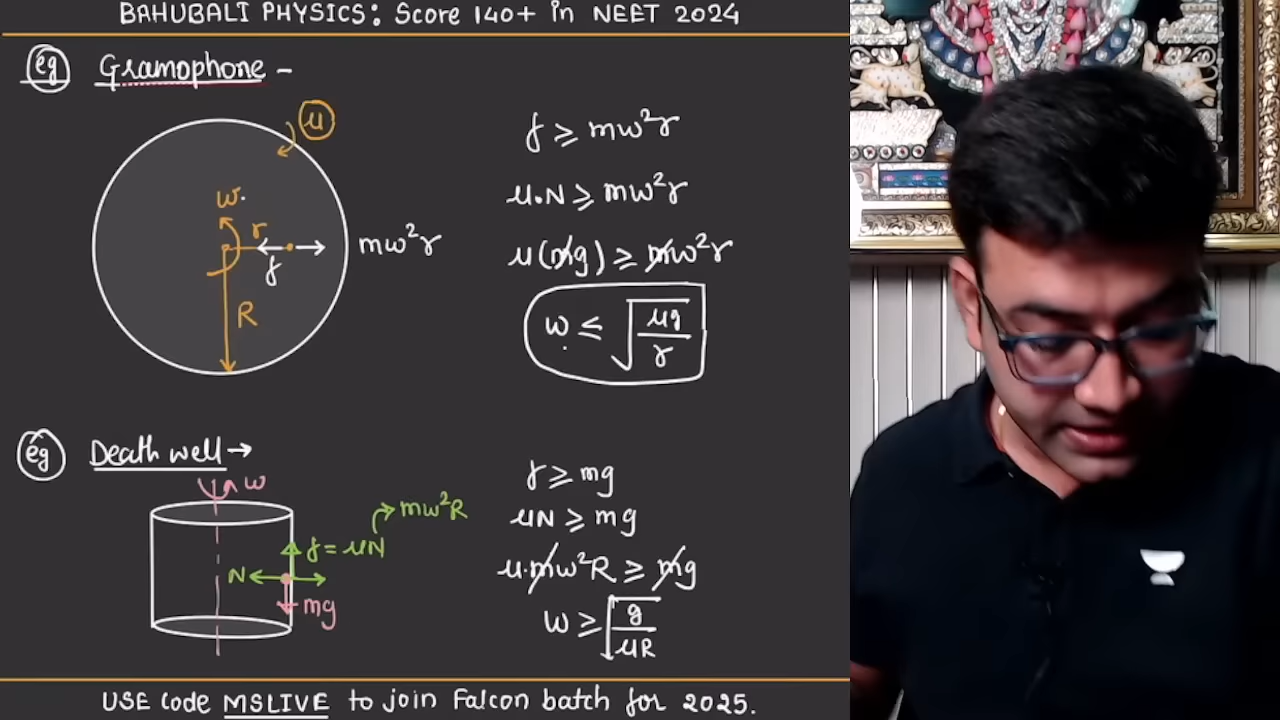 BAHUBALI PHYSICS: Score 140+ in NEET 2024
eg Gramophone -
μ
ω.
r
f
mω²r
R
f ≥ mω²r
μ.N ≥ mω²r
μ(mg) ≥ mω²r
ω ≤ √μg/r
eg Death well →
ω
mω²R
f = μN
N
mg
f ≥ mg
μN ≥ mg
μ.mω²R ≥ mg
ω ≥ √g/μR
USE Code MSLIVE to join Falcon batch for 2025.